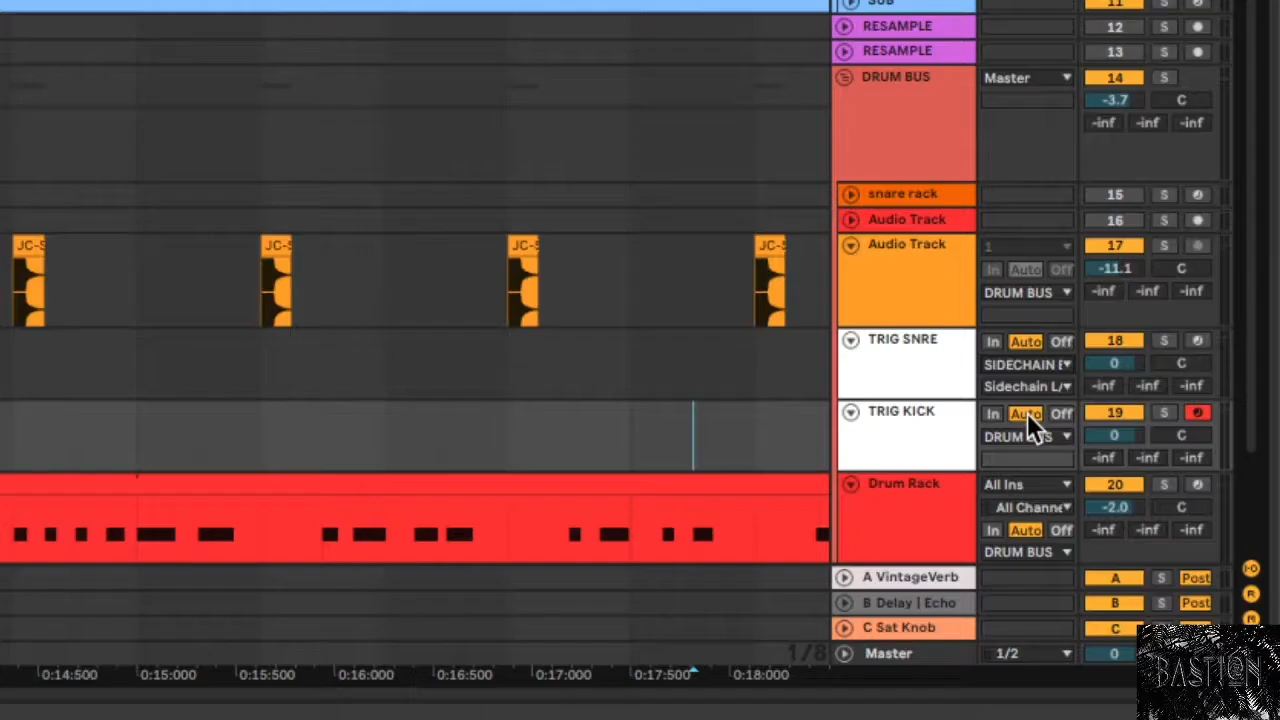 SUB 11 S
RESAMPLE 12 S
RESAMPLE 13 S
DRUM BUS Master 14 S
-3.7 C
-inf -inf -inf
snare rack 15 S
Audio Track 16 S
JC-S JC-S JC-S JC-S Audio Track 1 17 S
In Auto Off -11.1 C
DRUM BUS -inf -inf -inf
TRIG SNRE In Auto Off 18 S
SIDECHAIN 0 C
Sidechain L/ -inf -inf -inf
TRIG KICK In Auto Off 19 S
DRUM 0 C
-inf -inf -inf
Drum Rack All Ins 20 S
All Channe -2.0 C
In Auto Off -inf -inf -inf
DRUM BUS
A VintageVerb A S Post
B Delay | Echo B S Post
C Sat Knob C
1/8 Master 1/2 0
0:14:500 0:15:000 0:15:500 0:16:000 0:16:500 0:17:000 0:17:500 0:18:000
BASTION